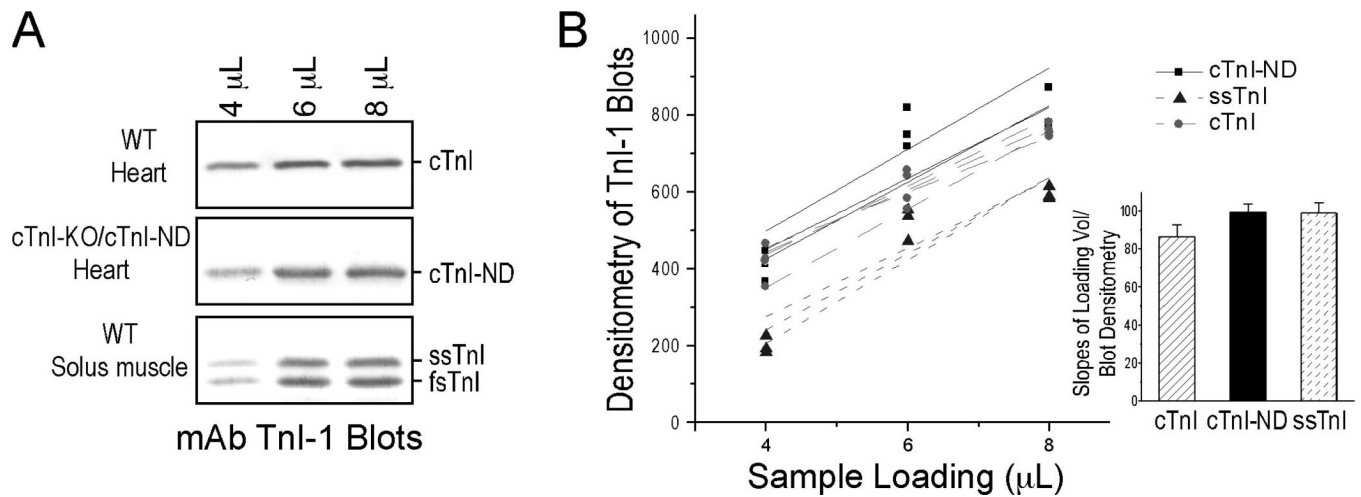 A
4 μL
6 μL
8 μL
WT
Heart
cTnI
cTnI-KO/cTnI-ND
Heart
cTnI-ND
WT
Solus muscle
ssTnI
fsTnI
mAb TnI-1 Blots
B
Densitometry of TnI-1 Blots
1000
800
600
400
200
0
4
6
8
Sample Loading (μL)
cTnI-ND
ssTnI
cTnI
Slopes of Loading Vol/
Blot Densitometry
100
80
60
40
20
0
cTnI cTnI-ND ssTnI